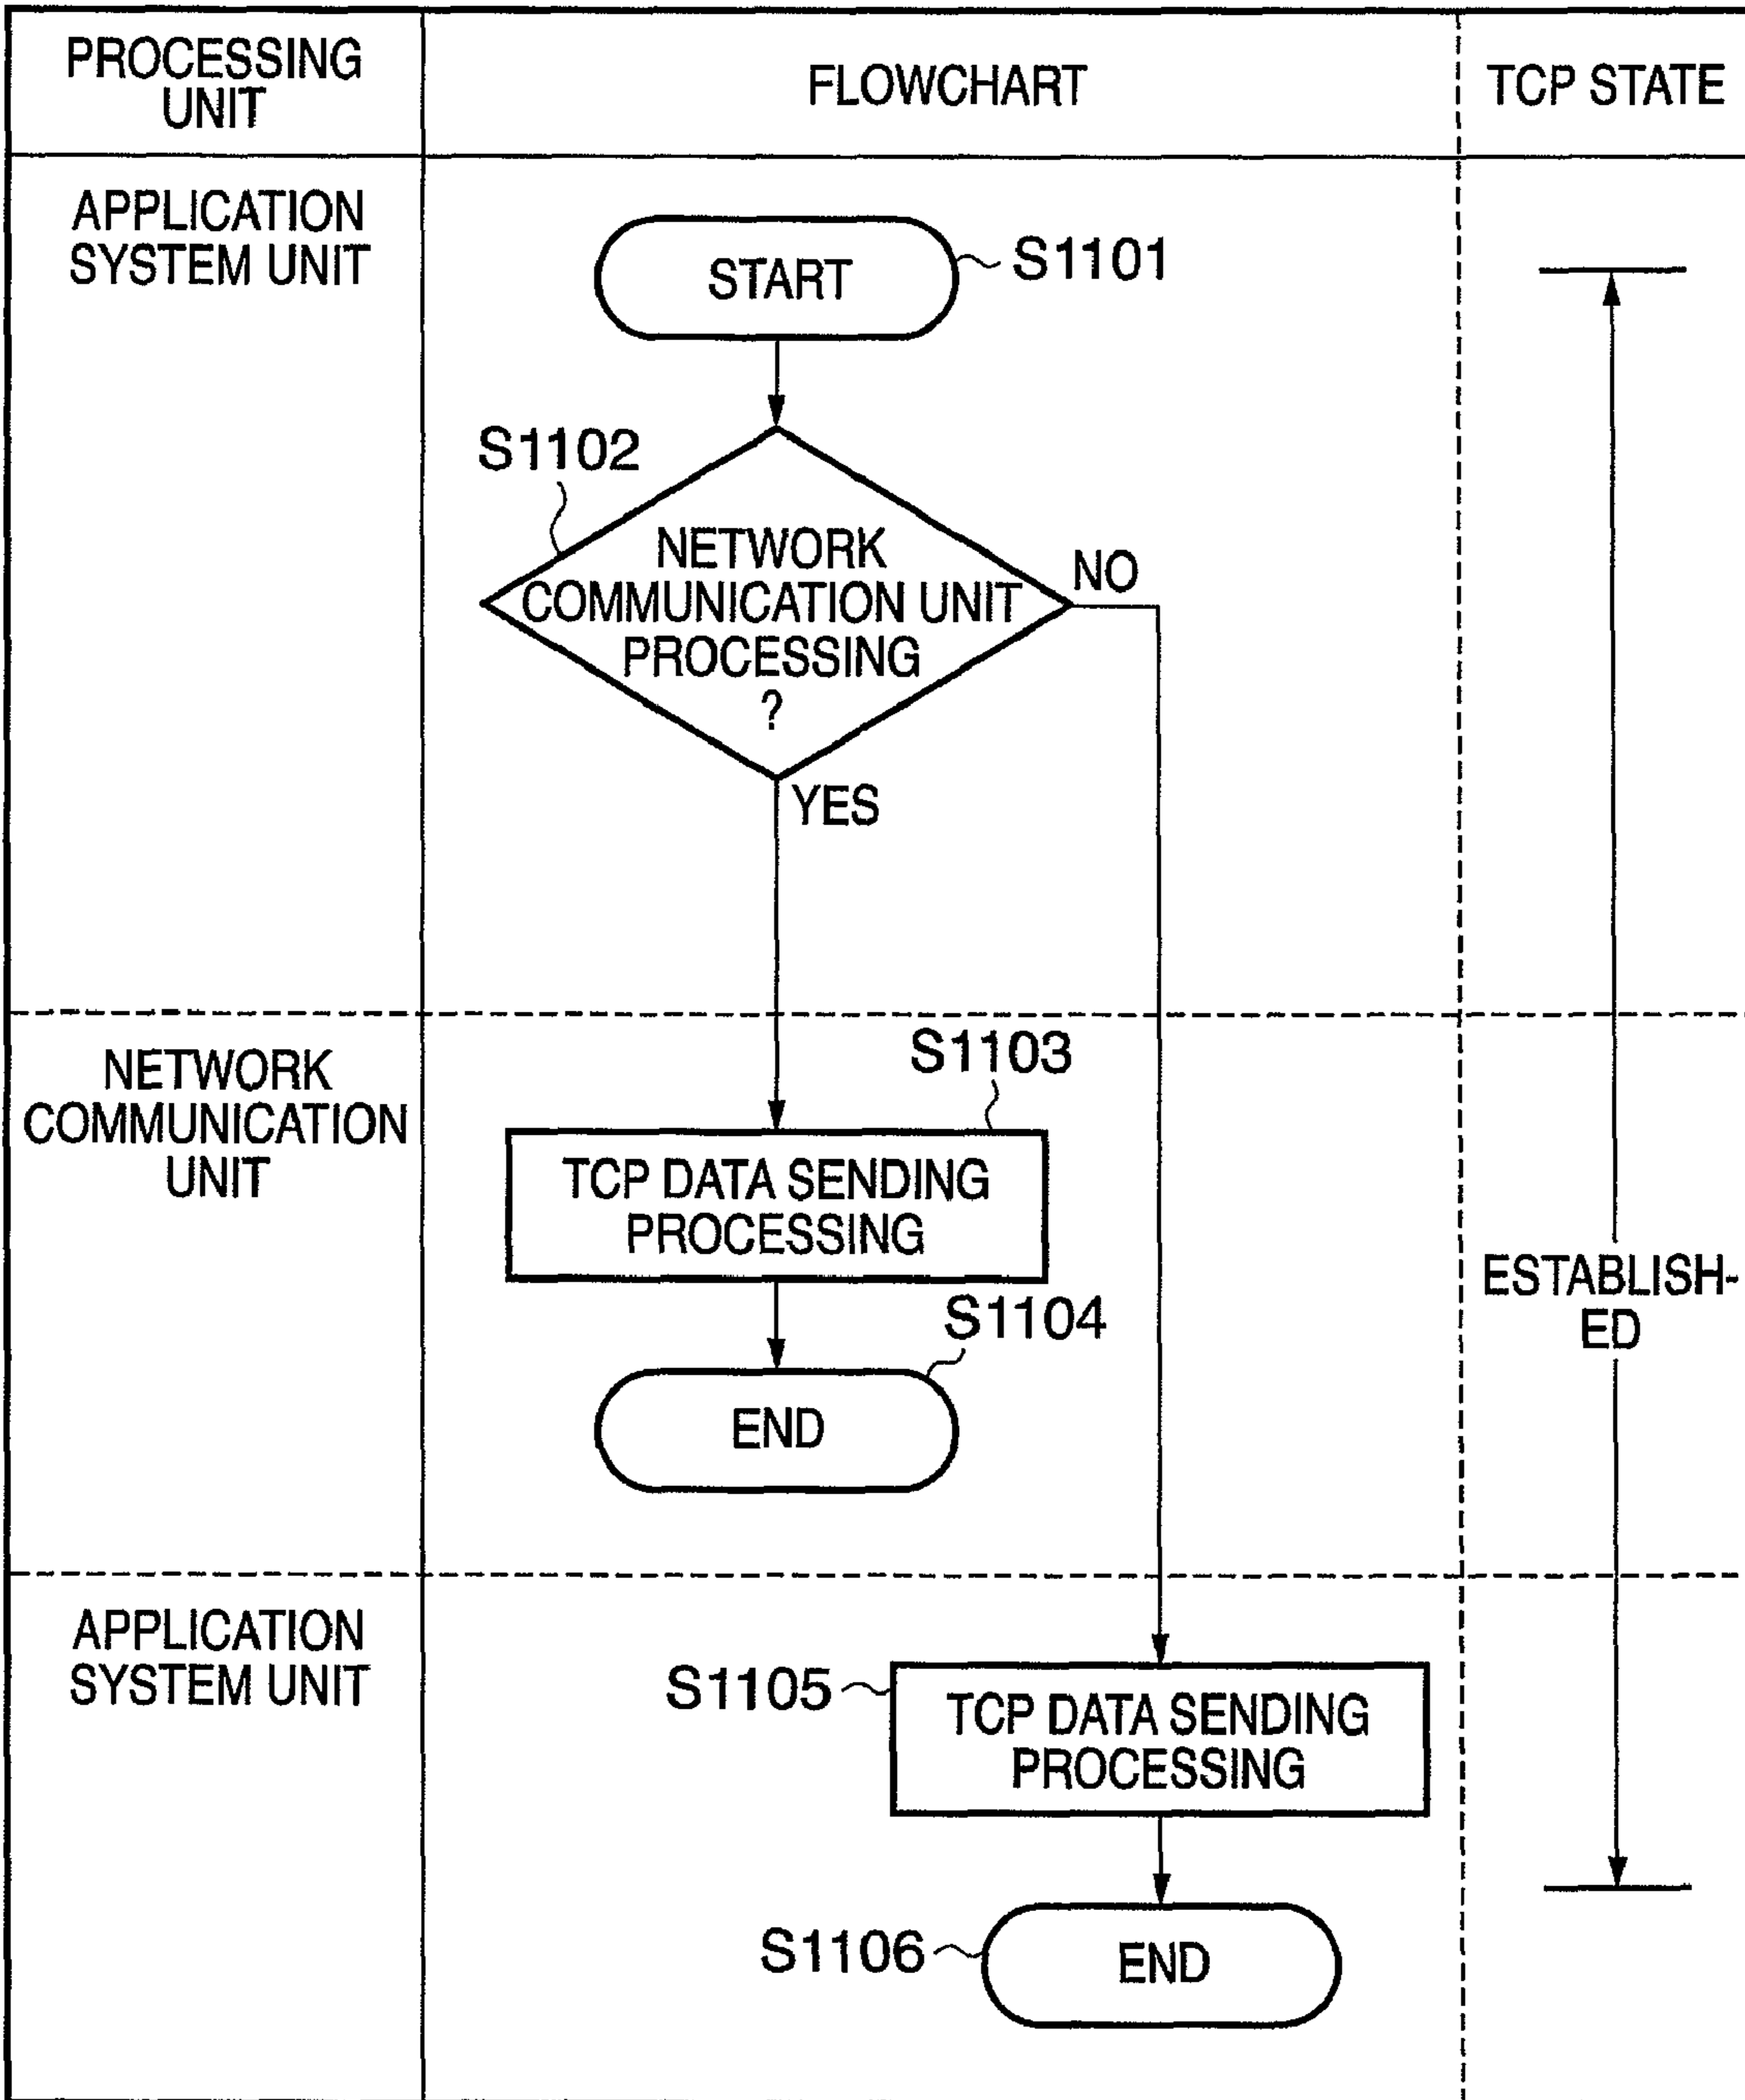 PROCESSING
UNIT
FLOWCHART
TCP STATE
APPLICATION
SYSTEM UNIT
START
S1101
S1102
NETWORK
COMMUNICATION UNIT
PROCESSING
?
NO
YES
NETWORK
COMMUNICATION
UNIT
S1103
TCP DATA SENDING
PROCESSING
S1104
END
ESTABLISH-
ED
APPLICATION
SYSTEM UNIT
S1105
TCP DATA SENDING
PROCESSING
S1106
END